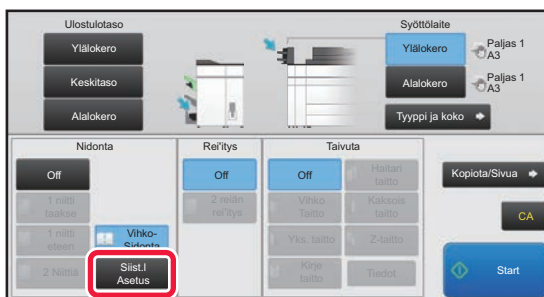 Ulostulotaso
Ylälokero
Keskitaso
Alalokero
Syöttölaite
Ylälokero
Paljas 1
A3
Alalokero
Paljas 1
A3
Tyyppi ja koko
Nidonta
Off
1 niitti
taakse
1 niitti
eteen
Vihko-
Sidonta
2 Niittiä
Siist.I
Asetus
Rei'itys
Off
2 reiän
rei'itys
Taivuta
Off
Haitari
taitto
Vihko
Taitto
Kaksois
taitto
Yks. taitto
Z-taitto
Kirje
taitto
Tiedot
Kopiota/Sivua
CA
Start